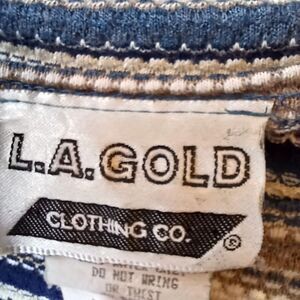 L.A.GOLD
CLOTHING CO.
®
DO NOT WRING
OR TWIST